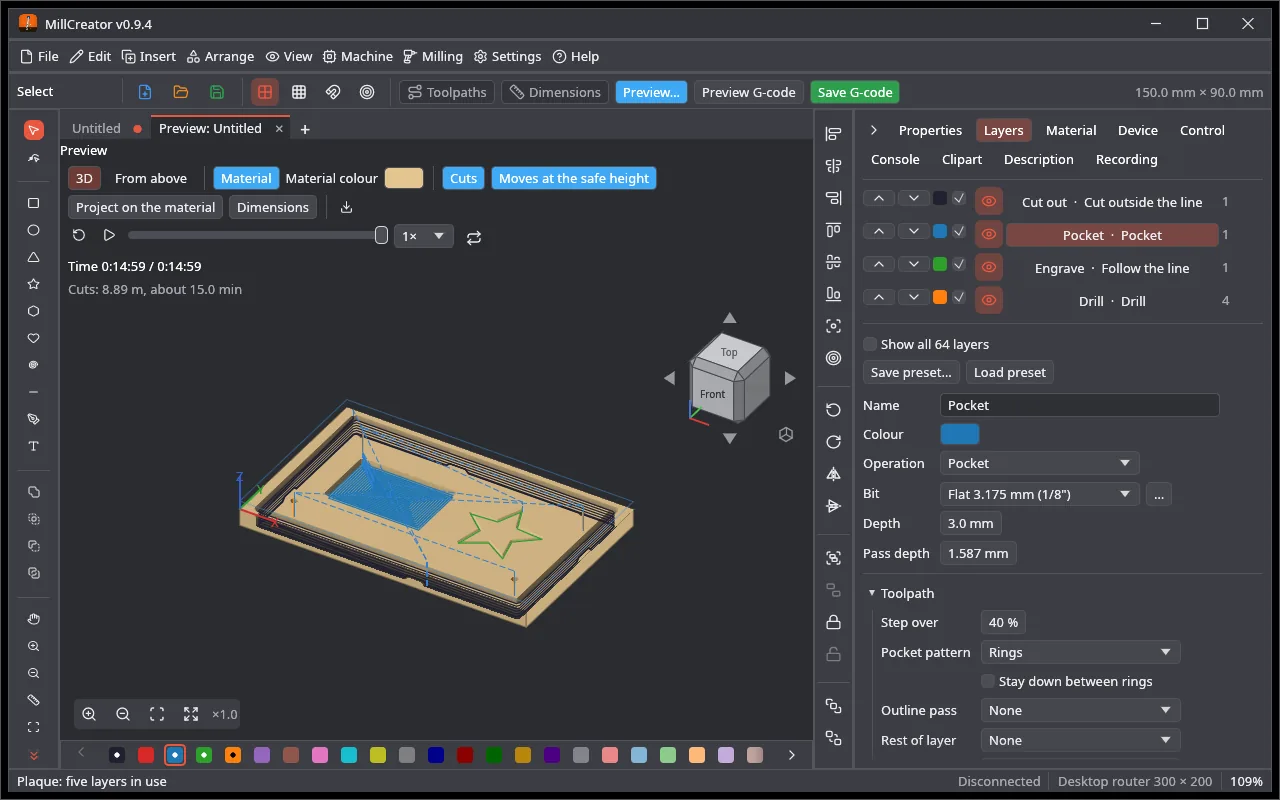 MillCreator v0.9.4
File Edit Insert Arrange View Machine Milling Settings Help
Select Toolpaths Dimensions Preview... Preview G-code Save G-code 150.0 mm × 90.0 mm
Untitled Preview: Untitled
Preview
3D From above Material Material colour Cuts Moves at the safe height
Project on the material Dimensions
1×
Time 0:14:59 / 0:14:59
Cuts: 8.89 m, about 15.0 min
Top
Front
Z
Y
X
×1.0
Properties Layers Material Device Control
Console Clipart Description Recording
Cut out · Cut outside the line 1
Pocket · Pocket 1
Engrave · Follow the line 1
Drill · Drill 4
Show all 64 layers
Save preset... Load preset
Name Pocket
Colour
Operation Pocket
Bit Flat 3.175 mm (1/8") ...
Depth 3.0 mm
Pass depth 1.587 mm
Toolpath
Step over 40 %
Pocket pattern Rings
Stay down between rings
Outline pass None
Rest of layer None
Plaque: five layers in use Disconnected Desktop router 300 × 200 109%